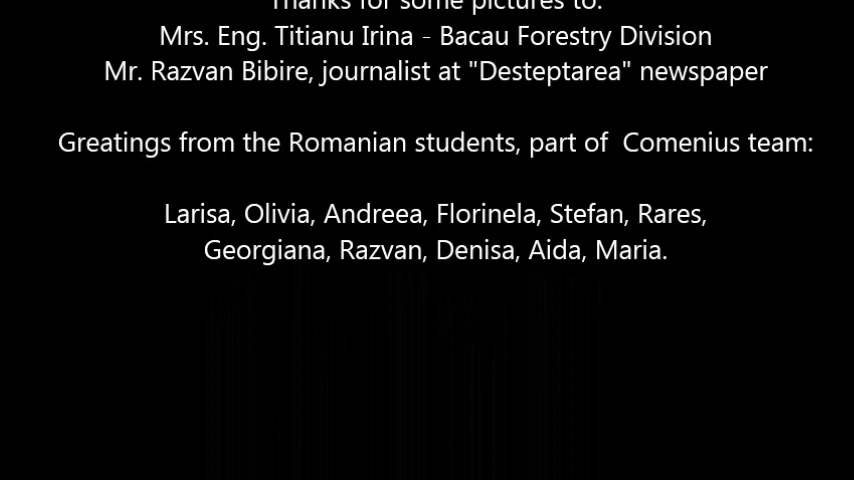 Thanks for some pictures to:
Mrs. Eng. Titianu Irina - Bacau Forestry Division
Mr. Razvan Bibire, journalist at "Desteptarea" newspaper
Greatings from the Romanian students, part of  Comenius team:
Larisa, Olivia, Andreea, Florinela, Stefan, Rares,
Georgiana, Razvan, Denisa, Aida, Maria.